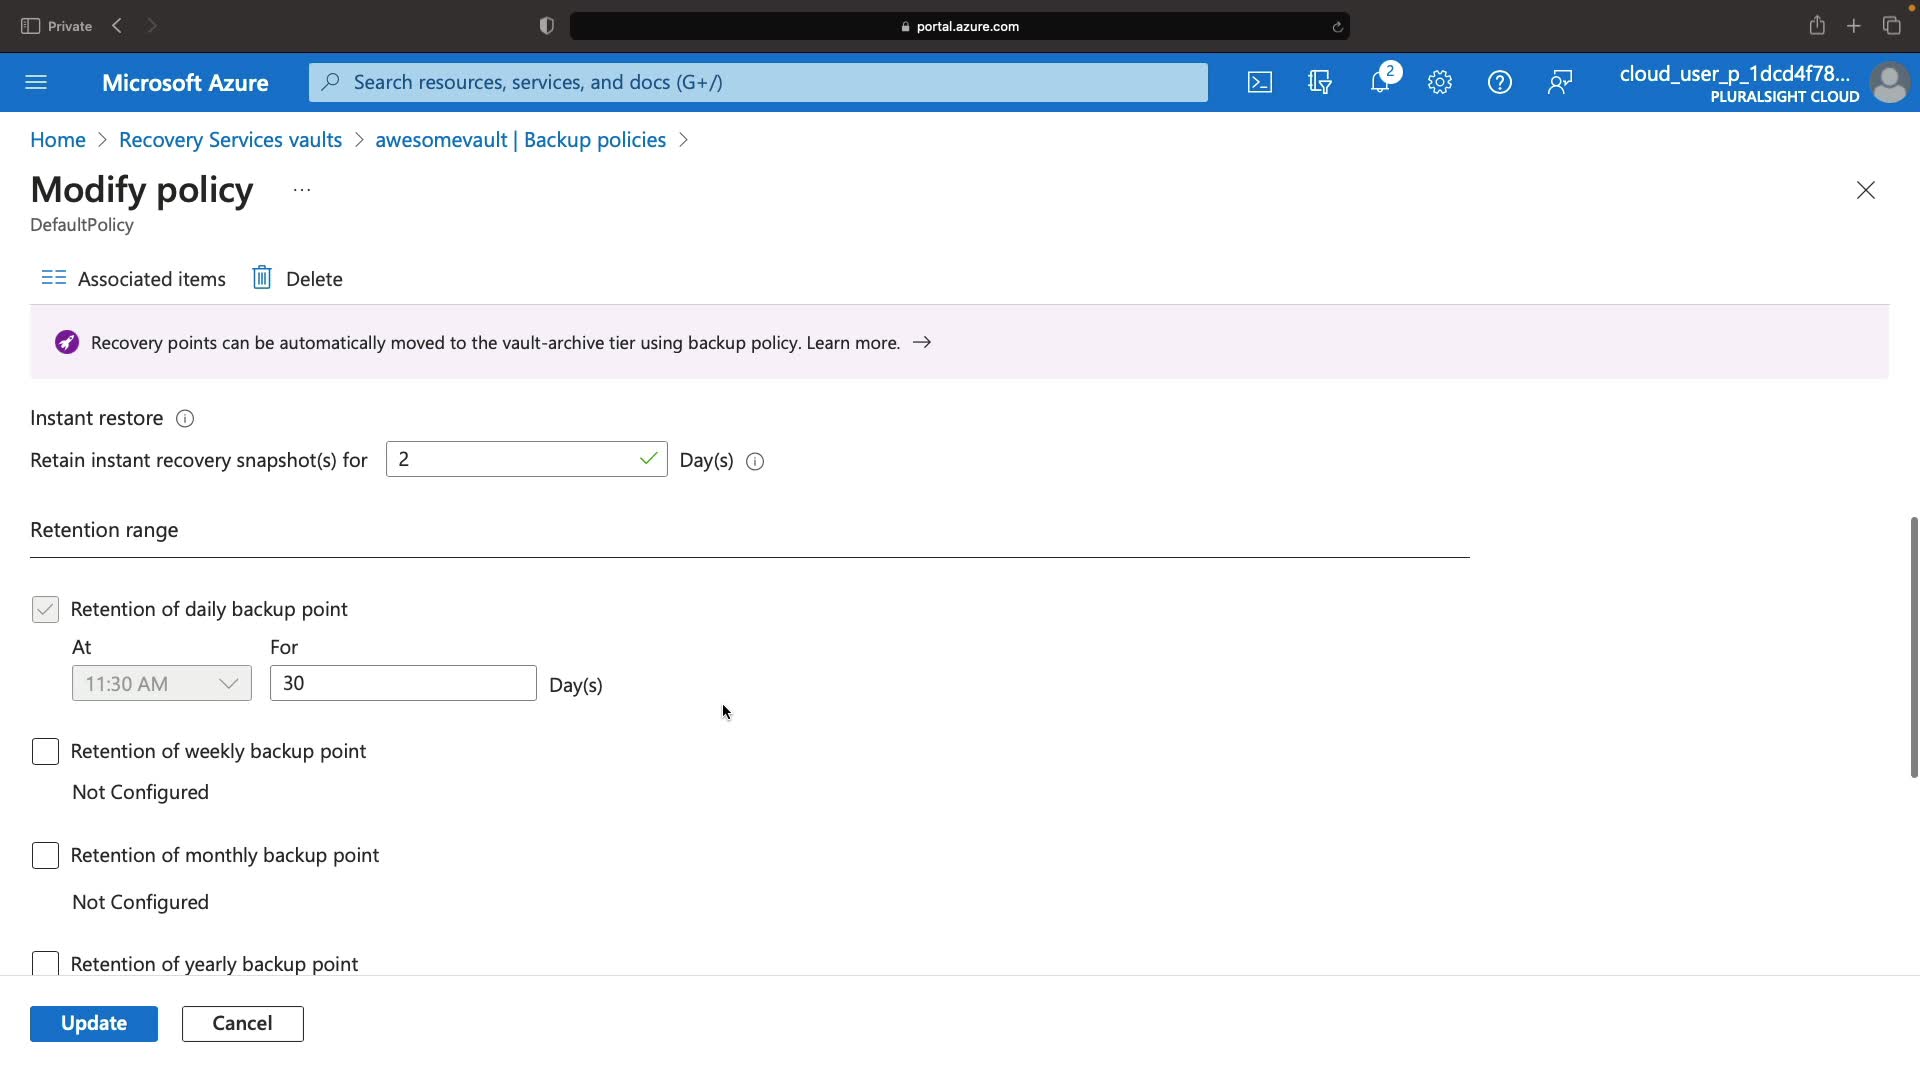 Private
portal.azure.com
Microsoft Azure
Search resources, services, and docs (G+/)
2
cloud_user_p_1dcd4f78...
PLURALSIGHT CLOUD
Home > Recovery Services vaults > awesomevault | Backup policies >
Modify policy ...
DefaultPolicy
Associated items Delete
Recovery points can be automatically moved to the vault-archive tier using backup policy. Learn more. →
Instant restore
Retain instant recovery snapshot(s) for 2 Day(s)
Retention range
Retention of daily backup point
At For
11:30 AM 30 Day(s)
Retention of weekly backup point
Not Configured
Retention of monthly backup point
Not Configured
Retention of yearly backup point
Update Cancel